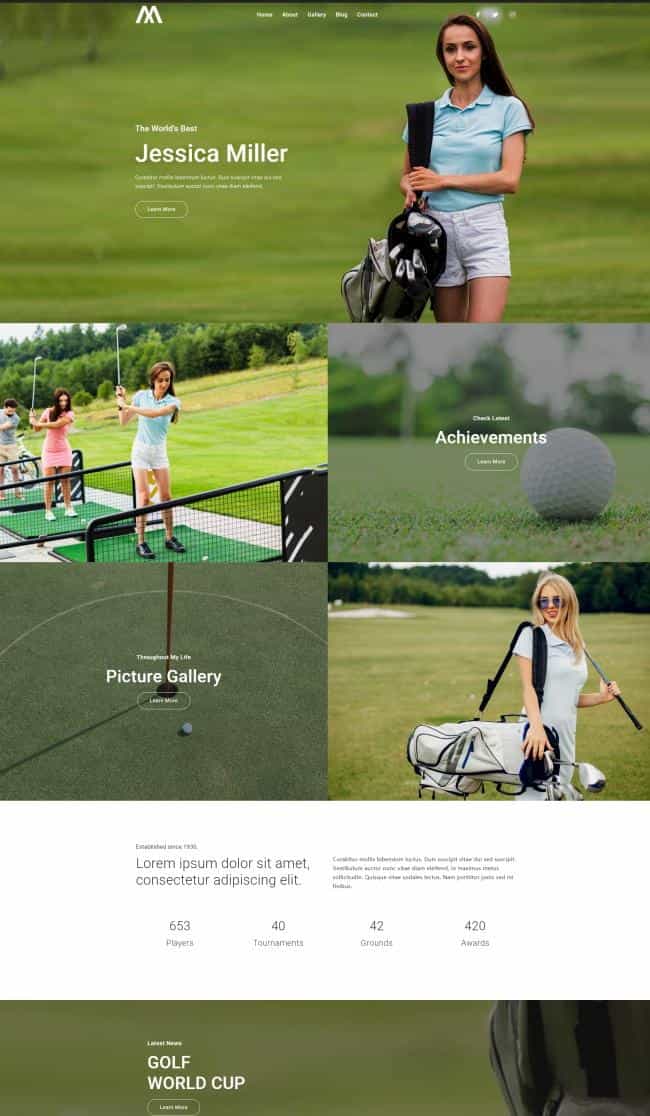 Home About Gallery Blog Contact
The World's Best
Jessica Miller
Curabitur mollis bibendum luctus. Duis suscipit vitae dui sed
suscipit. Vestibulum auctor nunc vitae diam eleifend,
Learn More
Check Latest
Achievements
Learn More
Throughout My Life
Picture Gallery
Learn More
Established since 1930.
Lorem ipsum dolor sit amet,
consectetur adipiscing elit.
Curabitur mollis bibendum luctus. Duis suscipit vitae dui sed suscipit.
Vestibulum auctor nunc vitae diam eleifend, in maximus metus
sollicitudin. Quisque vitae sodales lectus. Nam porttitor justo sed mi
finibus,
653 40 42 420
Players Tournaments Grounds Awards
Latest News
GOLF
WORLD CUP
Learn More